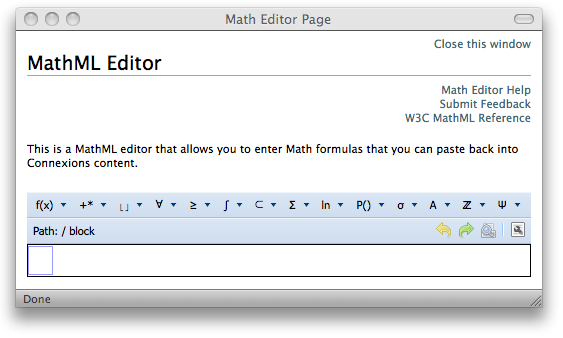 Math Editor Page
Close this window
MathML Editor
Math Editor Help
Submit Feedback
W3C MathML Reference
This is a MathML editor that allows you to enter Math formulas that you can paste back into
Connexions content.
f(x) +* ⌊⌋ ∀ ≥ ∫ ⊂ Σ ln P() σ A ℤ Ψ
Path: / block
Done